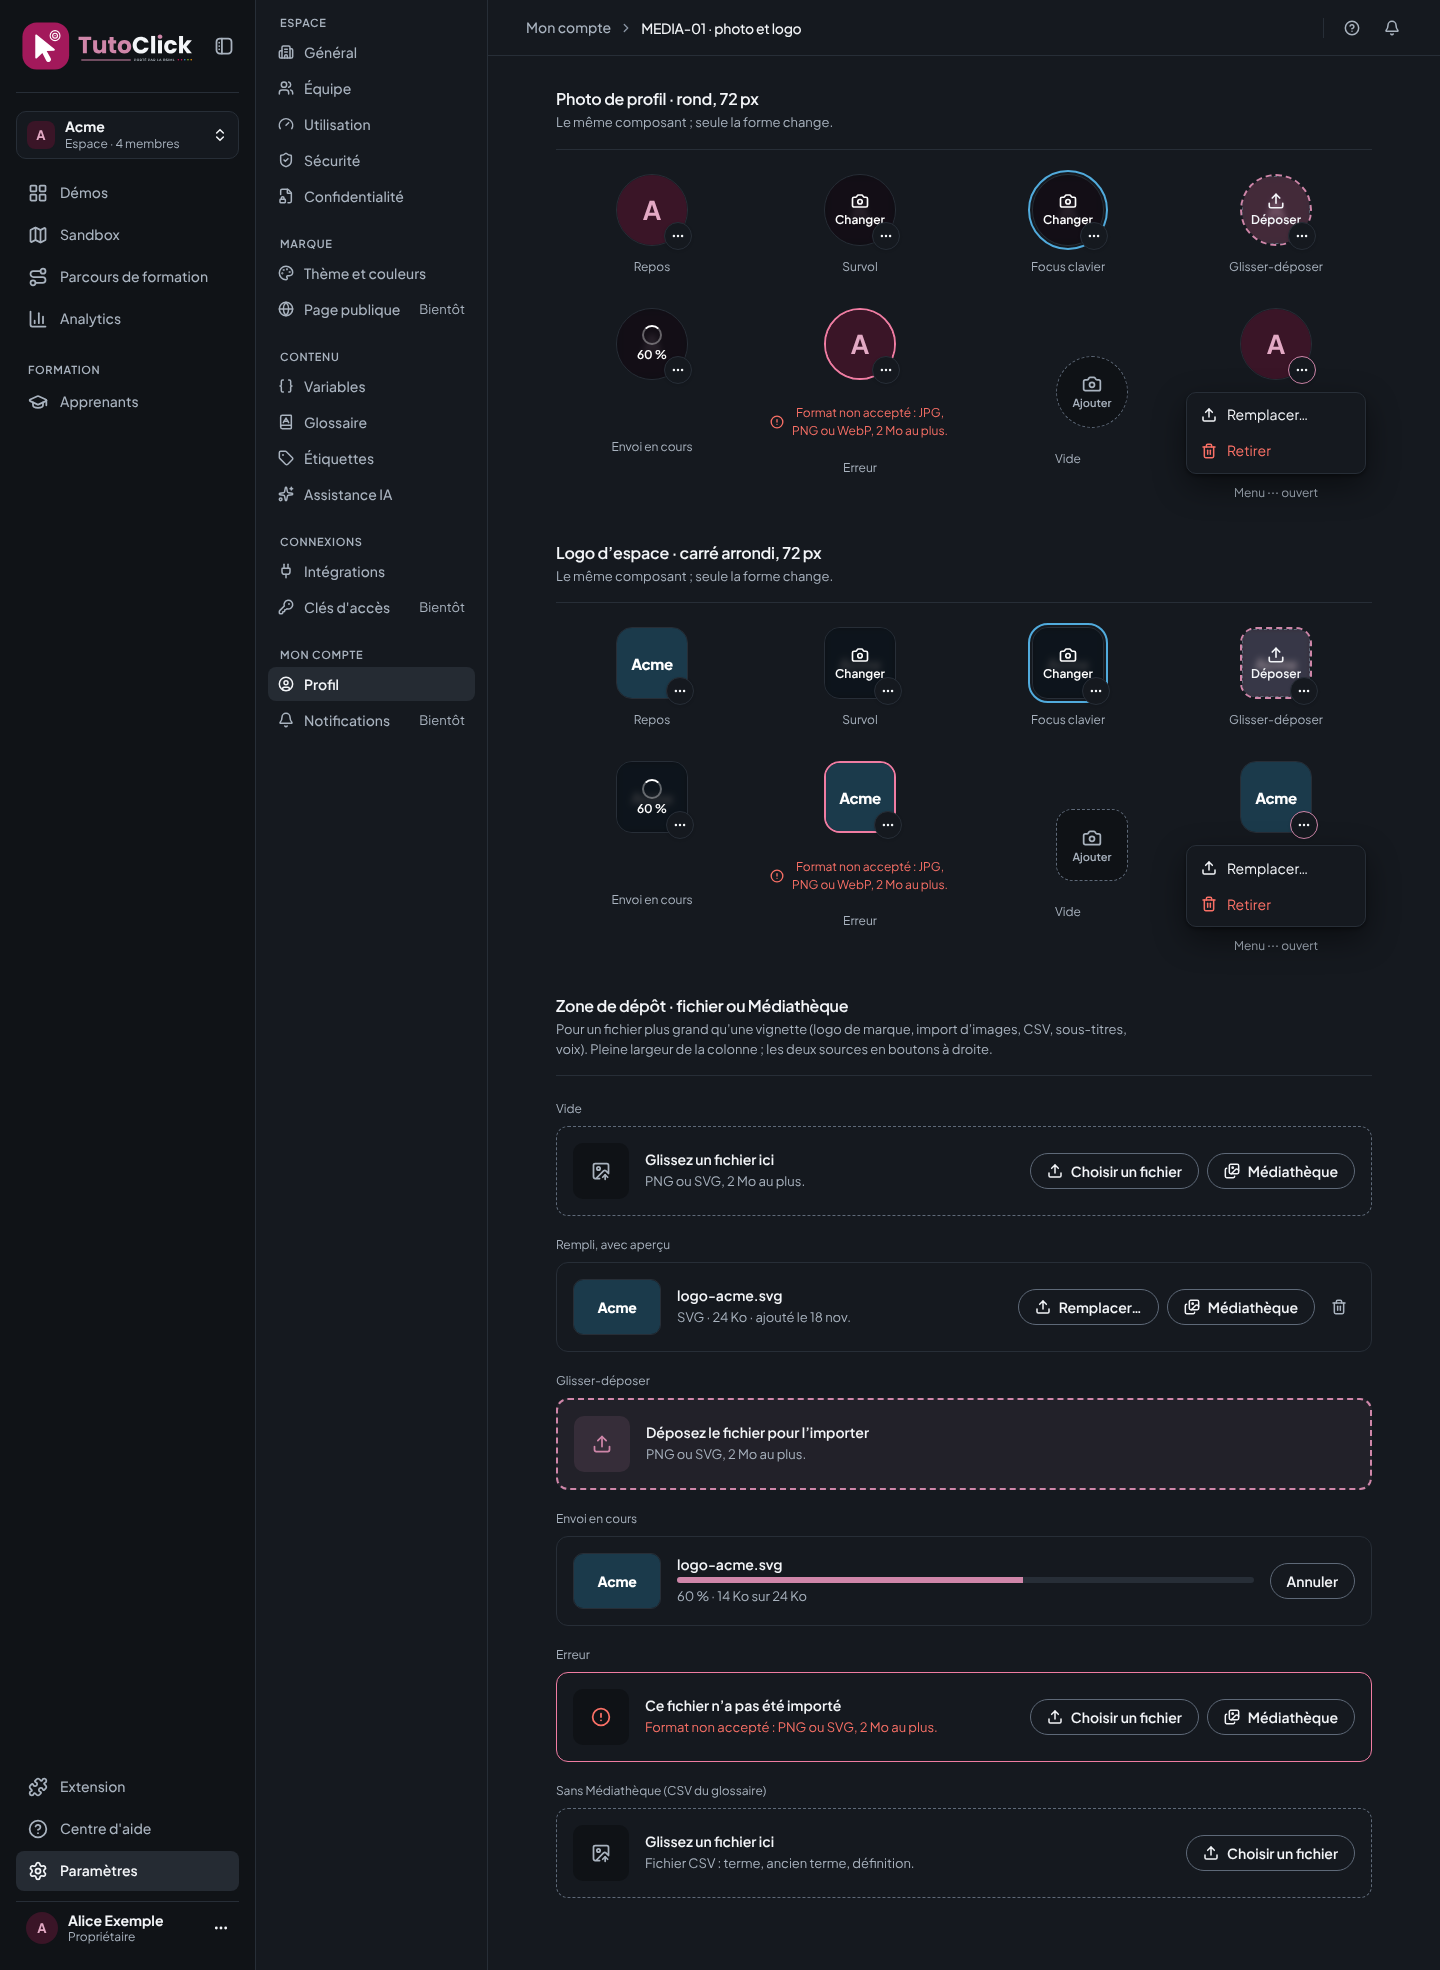 TutoClick
A
Acme
Espace · 4 membres
Démos
Sandbox
Parcours de formation
Analytics
FORMATION
Apprenants
Extension
Centre d'aide
Paramètres
A
Alice Exemple
Propriétaire
ESPACE
Général
Équipe
Utilisation
Sécurité
Confidentialité
MARQUE
Thème et couleurs
Page publique Bientôt
CONTENU
Variables
Glossaire
Étiquettes
Assistance IA
CONNEXIONS
Intégrations
Clés d'accès Bientôt
MON COMPTE
Profil
Notifications Bientôt
Mon compte > MEDIA-01 · photo et logo
Photo de profil · rond, 72 px
Le même composant ; seule la forme change.
A
Changer
Changer
Déposer
Repos
Survol
Focus clavier
Glisser-déposer
60 %
A
Ajouter
A
Format non accepté : JPG,
PNG ou WebP, 2 Mo au plus.
Remplacer…
Retirer
Envoi en cours
Erreur
Vide
Menu ··· ouvert
Logo d’espace · carré arrondi, 72 px
Le même composant ; seule la forme change.
Acme
Changer
Changer
Déposer
Repos
Survol
Focus clavier
Glisser-déposer
60 %
Acme
Ajouter
Acme
Format non accepté : JPG,
PNG ou WebP, 2 Mo au plus.
Remplacer…
Retirer
Envoi en cours
Erreur
Vide
Menu ··· ouvert
Zone de dépôt · fichier ou Médiathèque
Pour un fichier plus grand qu’une vignette (logo de marque, import d’images, CSV, sous-titres,
voix). Pleine largeur de la colonne ; les deux sources en boutons à droite.
Vide
Glissez un fichier ici
PNG ou SVG, 2 Mo au plus.
Choisir un fichier
Médiathèque
Rempli, avec aperçu
Acme
logo-acme.svg
SVG · 24 Ko · ajouté le 18 nov.
Remplacer…
Médiathèque
Glisser-déposer
Déposez le fichier pour l’importer
PNG ou SVG, 2 Mo au plus.
Envoi en cours
Acme
logo-acme.svg
60 % · 14 Ko sur 24 Ko
Annuler
Erreur
Ce fichier n’a pas été importé
Format non accepté : PNG ou SVG, 2 Mo au plus.
Choisir un fichier
Médiathèque
Sans Médiathèque (CSV du glossaire)
Glissez un fichier ici
Fichier CSV : terme, ancien terme, définition.
Choisir un fichier